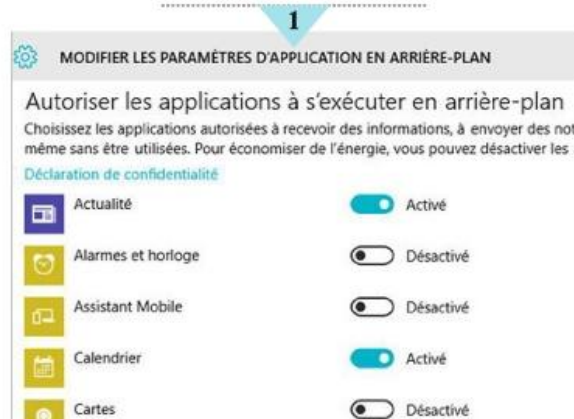 1
MODIFIER LES PARAMÈTRES D'APPLICATION EN ARRIÈRE-PLAN
Autoriser les applications à s'exécuter en arrière-plan
Choisissez les applications autorisées à recevoir des informations, à envoyer des not
même sans être utilisées. Pour économiser de l'énergie, vous pouvez désactiver les
Déclaration de confidentialité
Actualité Activé
Alarmes et horloge Désactivé
Assistant Mobile Désactivé
Calendrier Activé
Cartes Désactivé